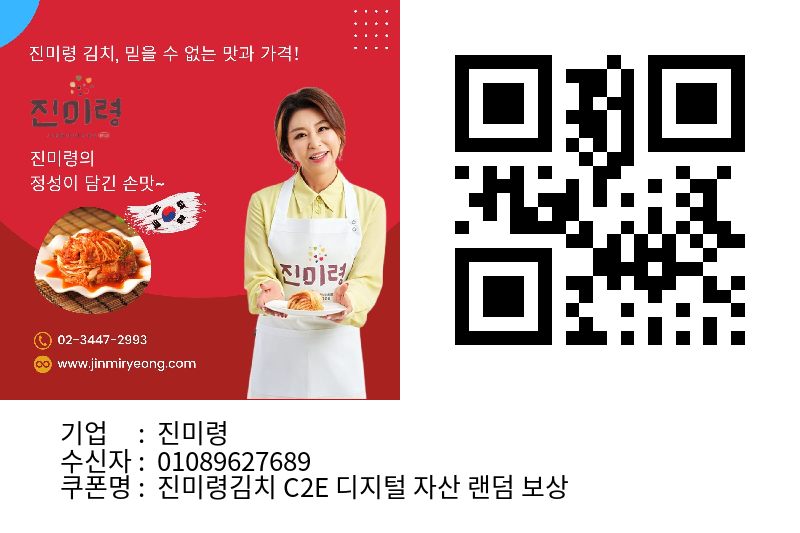 진미령 김치, 믿을 수 없는 맛과 가격!
진미령
진미령의
정성이 담긴 손맛~
진미령
02-3447-2993
www.jinmiryeong.com
기업 : 진미령
수신자 : 01089627689
쿠폰명 : 진미령김치 C2E 디지털 자산 랜덤 보상